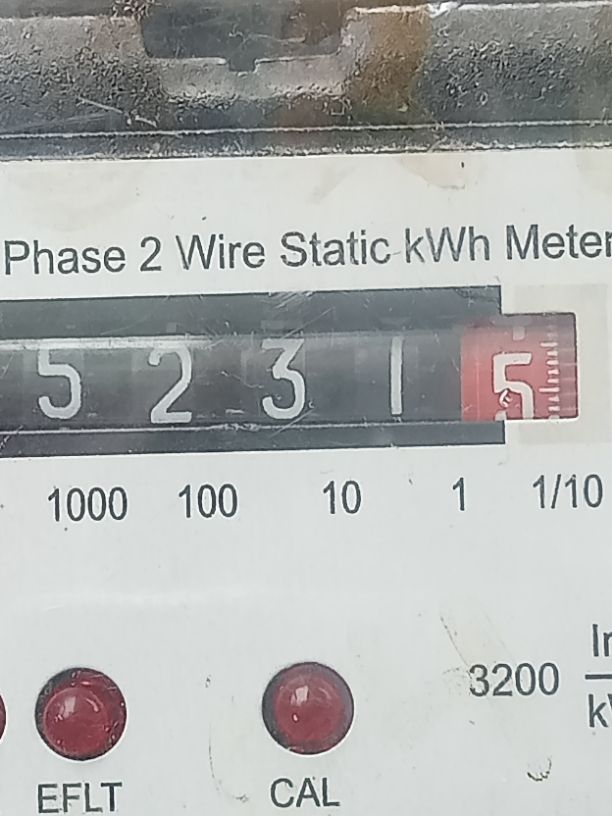 Phase 2 Wire Static kWh Meter
5 2 3 1 5
1000 100 10 1 1/10
3200
EFLT CAL